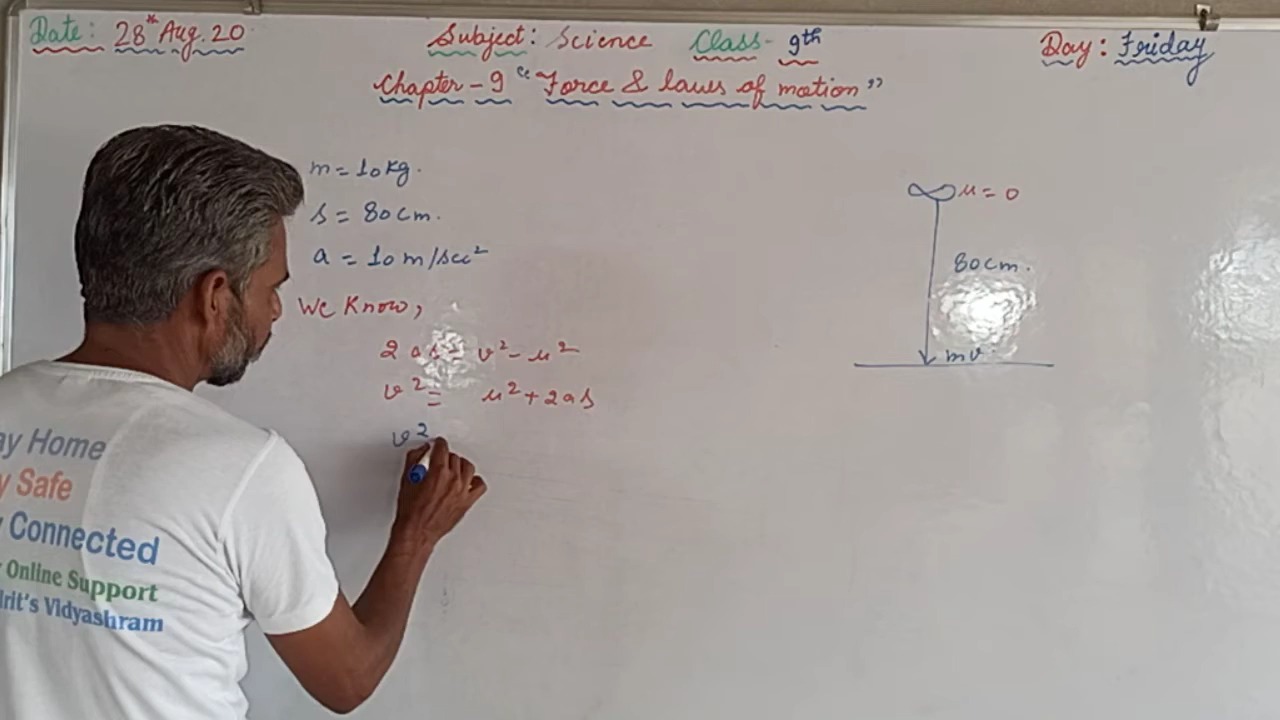 Date: 28th Aug. 20
Subject: Science Class- 9th
Day: Friday
Chapter-9 "Force & laws of motion"
m = 10kg.
s = 80cm.
a = 10m/sec²
We Know,
2as = v² - u²
v² = u² + 2as
v²
u = 0
80cm.
mv.
ay Home
y Safe
Connected
Online Support
Vidyashram